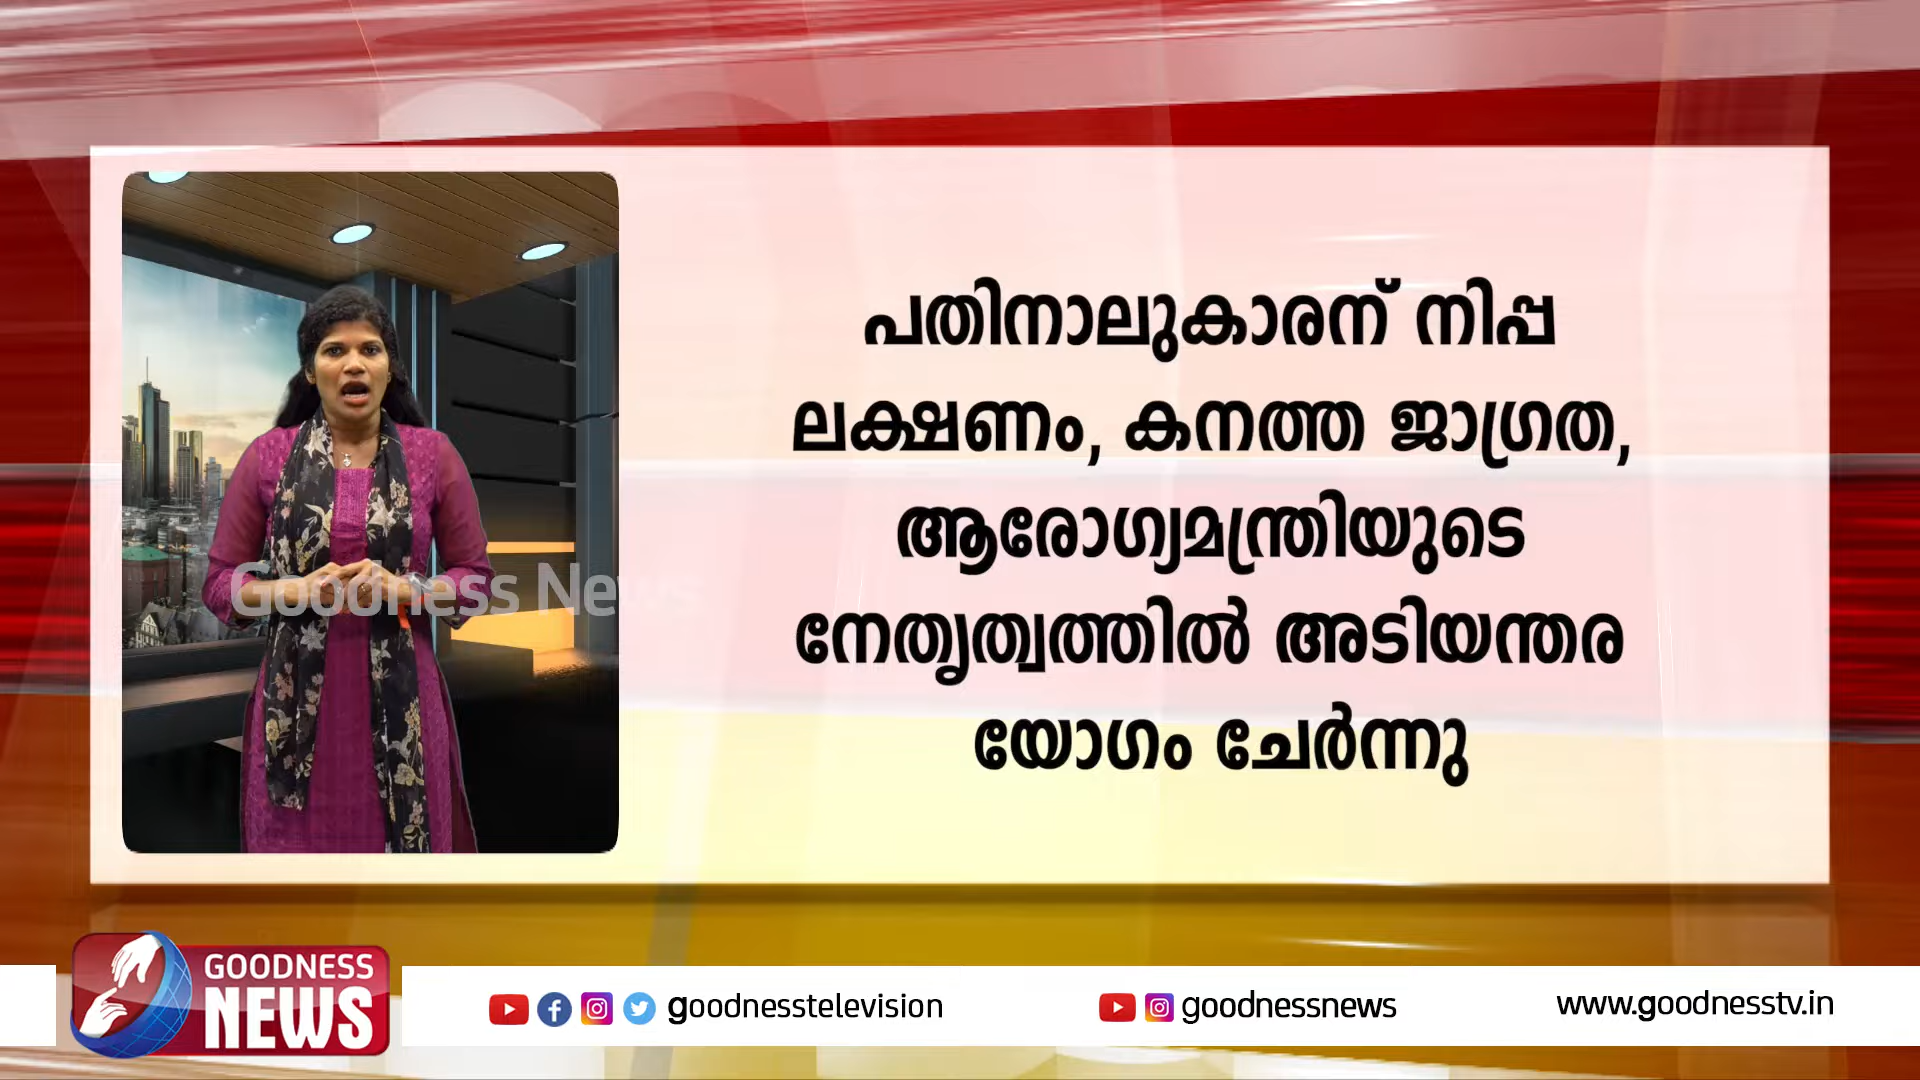 പതിനാലുകാരന് നിപ്പ
ലക്ഷണം, കനത്ത ജാഗ്രത,
ആരോഗ്യമന്ത്രിയുടെ
നേതൃത്വത്തിൽ അടിയന്തര
യോഗം ചേർന്നു
Goodness News
GOODNESS
NEWS
goodnesstelevision
goodnessnews
www.goodnesstv.in